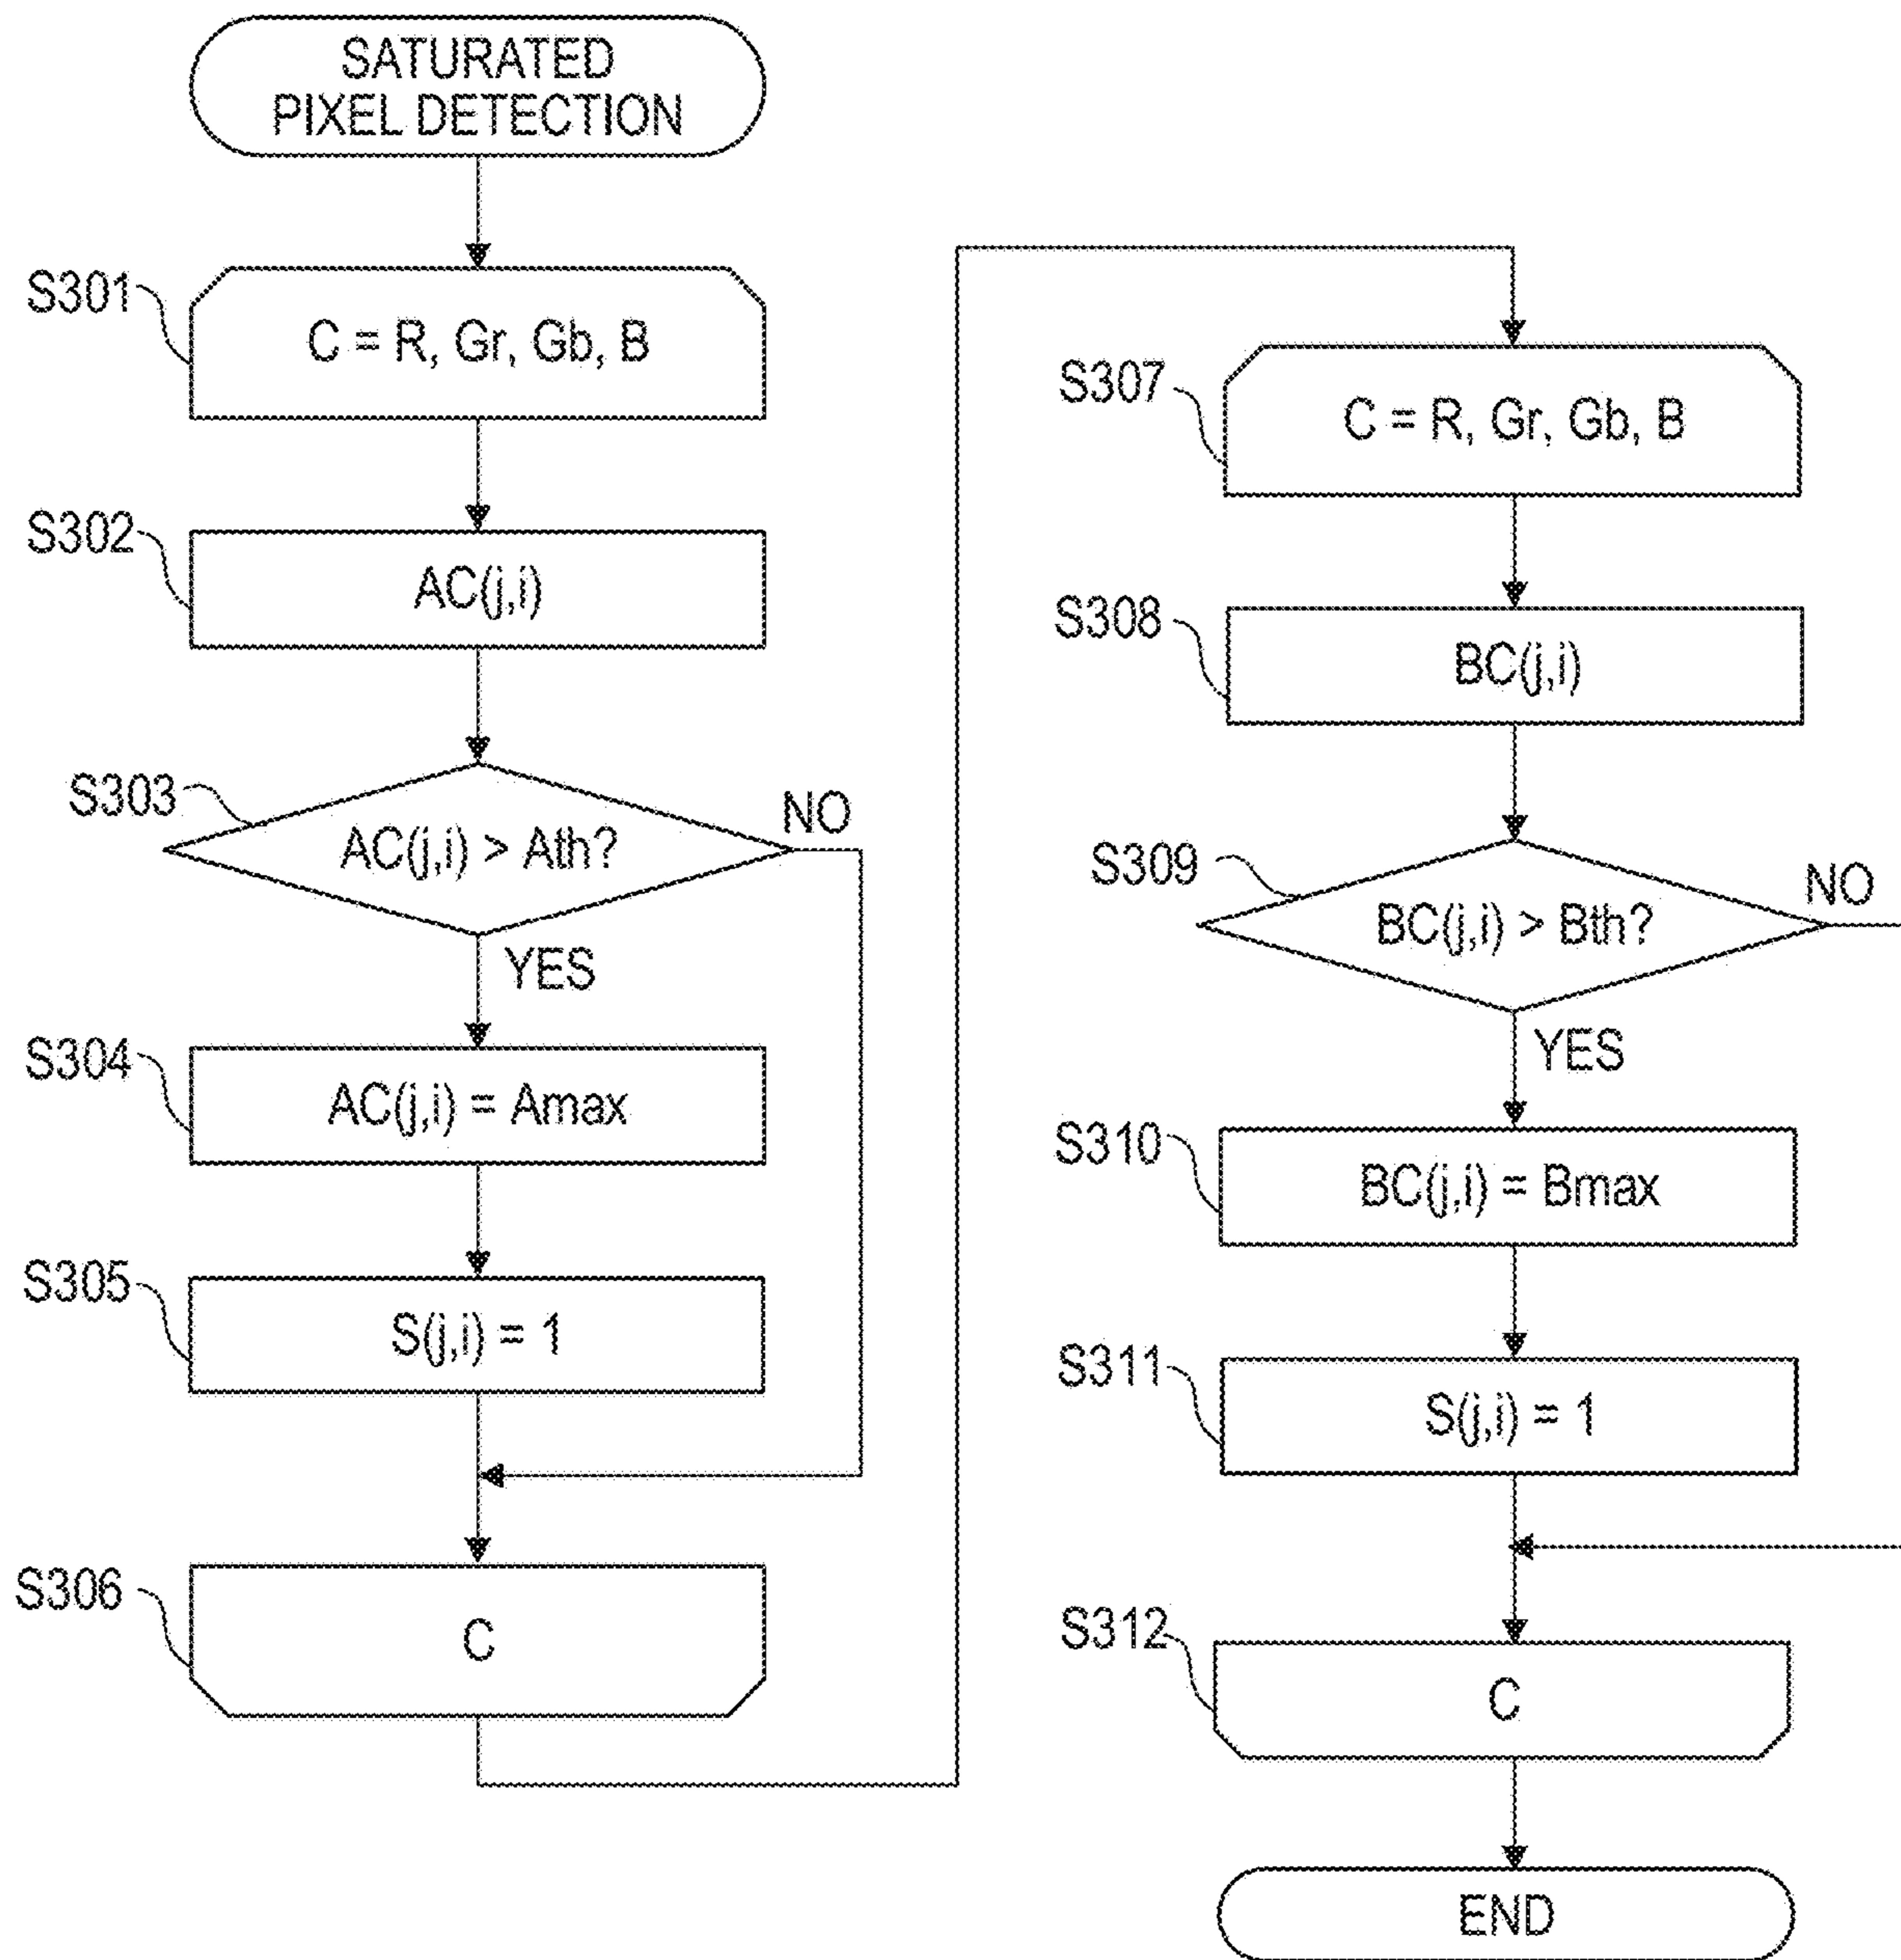 SATURATED
PIXEL DETECTION
S301
C = R, Gr, Gb, B
S302
AC(j,i)
S303
AC(j,i) > Ath?
NO
YES
S304
AC(j,i) = Amax
S305
S(j,i) = 1
S306
C
S307
C = R, Gr, Gb, B
S308
BC(j,i)
S309
BC(j,i) > Bth?
NO
YES
S310
BC(j,i) = Bmax
S311
S(j,i) = 1
S312
C
END